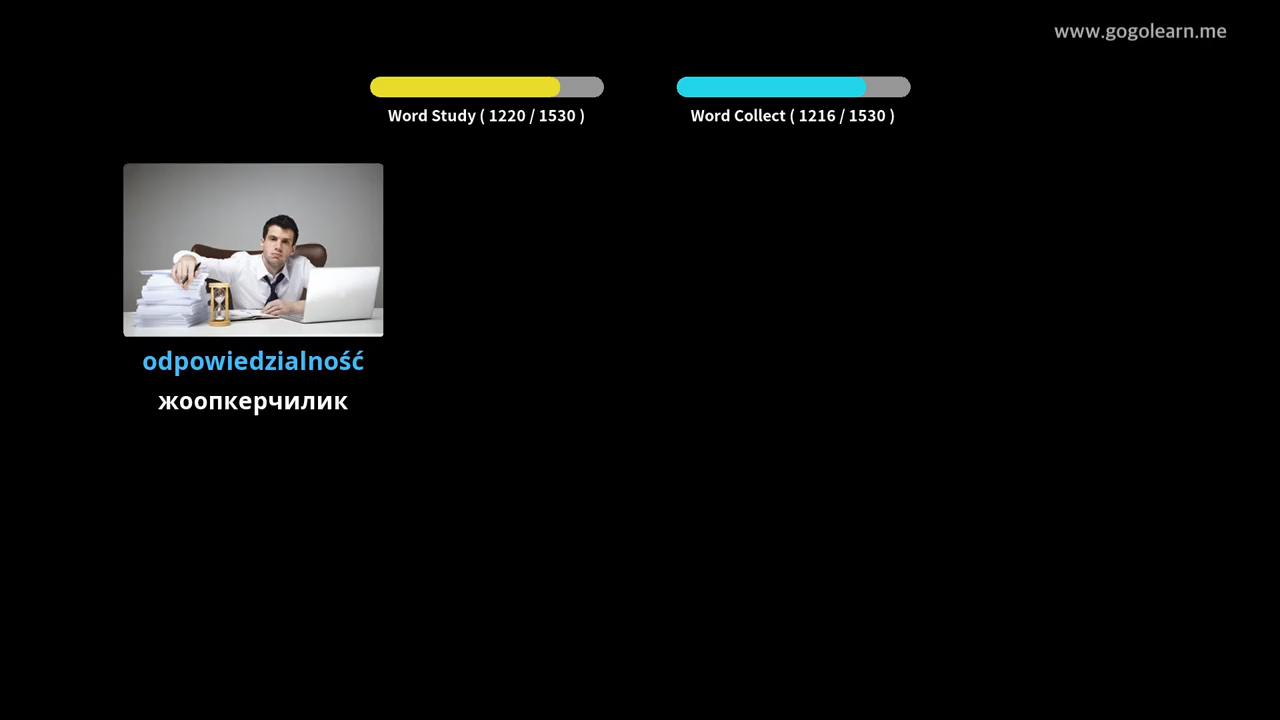 www.gogolearn.me
Word Study ( 1220 / 1530 )
Word Collect ( 1216 / 1530 )
odpowiedzialność
жоопкерчилик